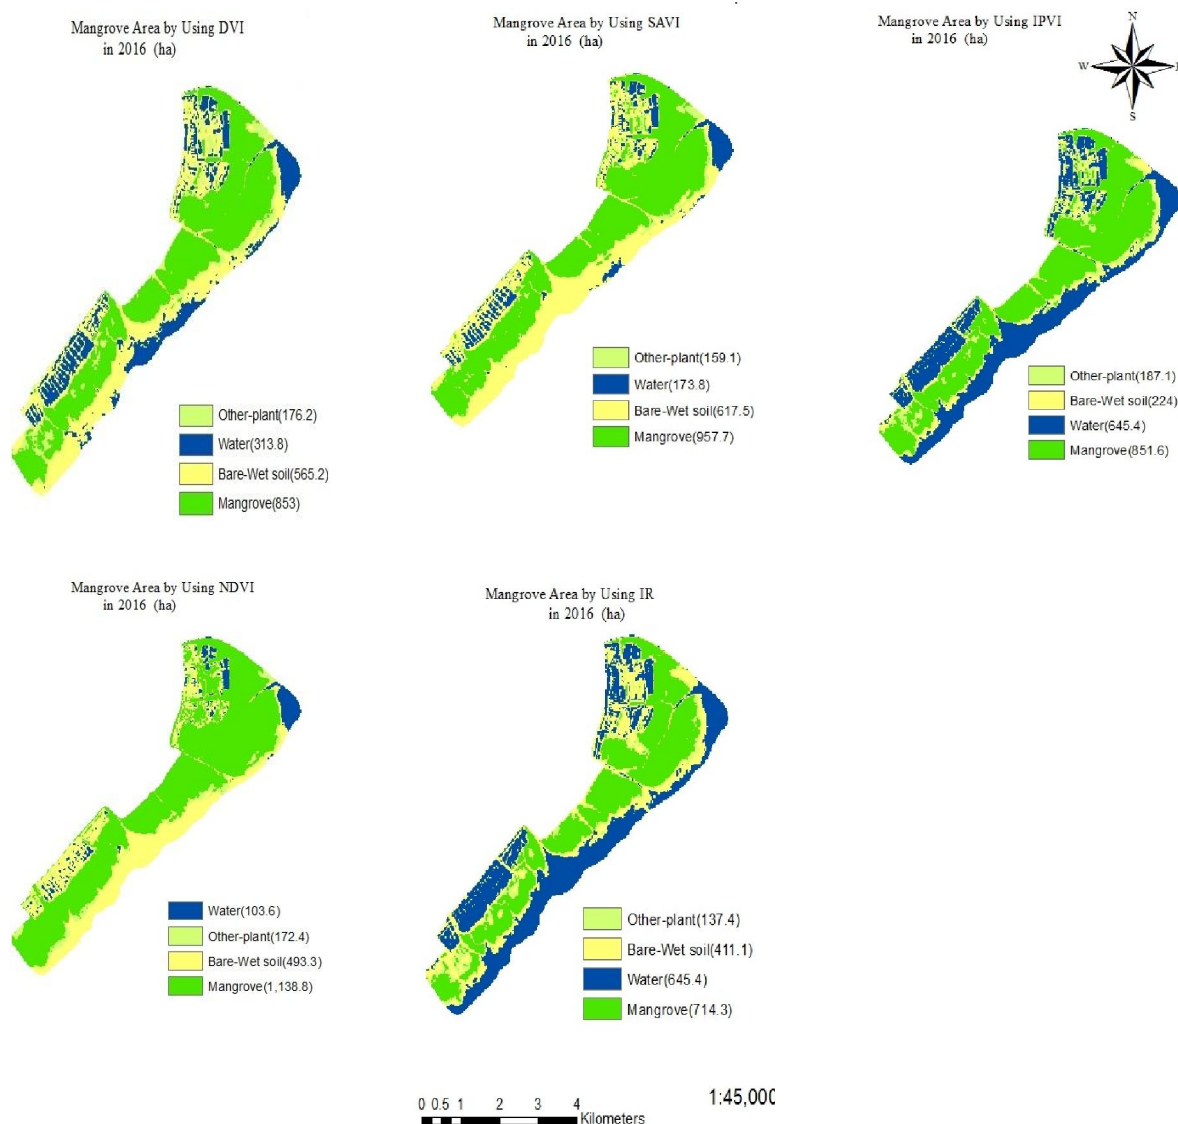 Mangrove Area by Using DVI
in 2016 (ha)
Mangrove Area by Using SAVI
in 2016 (ha)
Mangrove Area by Using IPVI
in 2016 (ha)
N
W
S
Other-plant(176.2)
Water(313.8)
Bare-Wet soil(565.2)
Mangrove(853)
Other-plant(159.1)
Water(173.8)
Bare-Wet soil(617.5)
Mangrove(957.7)
Other-plant(187.1)
Bare-Wet soil(224)
Water(645.4)
Mangrove(851.6)
Mangrove Area by Using NDVI
in 2016 (ha)
Mangrove Area by Using IR
in 2016 (ha)
Water(103.6)
Other-plant(172.4)
Bare-Wet soil(493.3)
Mangrove(1,138.8)
Other-plant(137.4)
Bare-Wet soil(411.1)
Water(645.4)
Mangrove(714.3)
0 0.5 1 2 3 4
Kilometers
1:45,000